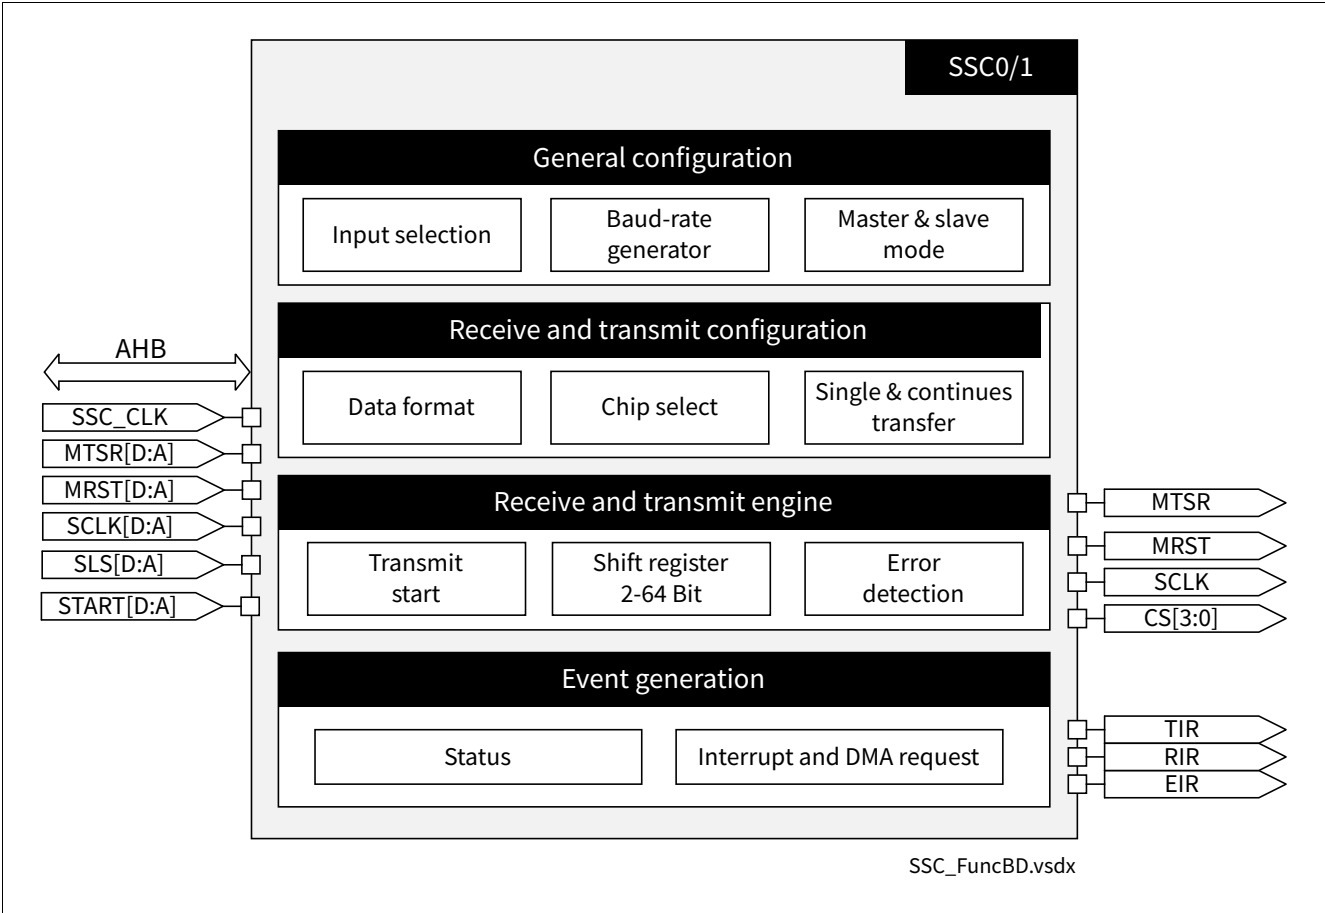 SSC0/1
General configuration
Input selection
Baud-rate
generator
Master & slave
mode
Receive and transmit configuration
Data format
Chip select
Single & continues
transfer
Receive and transmit engine
Transmit
start
Shift register
2-64 Bit
Error
detection
Event generation
Status
Interrupt and DMA request
AHB
SSC_CLK
MTSR[D:A]
MRST[D:A]
SCLK[D:A]
SLS[D:A]
START[D:A]
MTSR
MRST
SCLK
CS[3:0]
TIR
RIR
EIR
SSC_FuncBD.vsdx